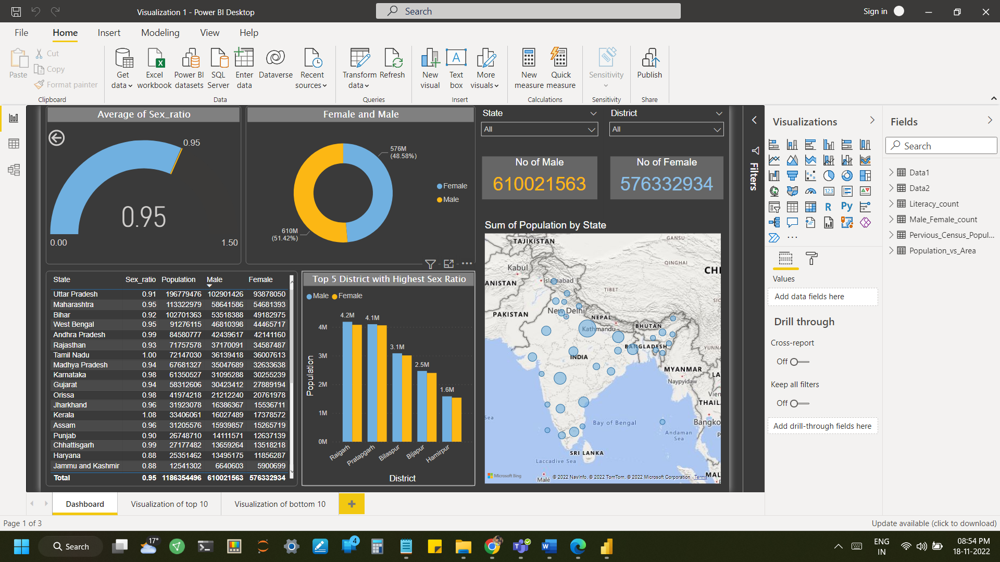 Visualization 1 - Power BI Desktop
Search
Sign in
File Home Insert Modeling View Help
Paste
Cut
Copy
Format painter
Clipboard
Get data
Excel workbook
Power BI datasets
SQL Server
Enter data
Dataverse
Recent sources
Data
Transform data
Refresh
Queries
New visual
Text box
More visuals
Insert
New measure
Quick measure
Calculations
Sensitivity
Sensitivity
Publish
Share
Average of Sex_ratio
0.95
0.95
0.00
1.50
Female and Male
576M
(48.58%)
610M
(51.42%)
Female
Male
State
All
District
All
No of Male
610021563
No of Female
576332934
State Sex_ratio Population Male Female
Uttar Pradesh 0.91 196779476 102901426 93878050
Maharashtra 0.95 113322979 58641586 54681393
Bihar 0.92 102701363 53518388 49182975
West Bengal 0.95 91276115 46810398 44465717
Andhra Pradesh 0.99 84580777 42439617 42141160
Rajasthan 0.93 71757578 37170091 34587487
Tamil Nadu 1.00 72147030 36139418 36007613
Madhya Pradesh 0.94 67681327 35047689 32633638
Karnataka 0.98 61350527 31095288 30255239
Gujarat 0.94 58312606 30423412 27889194
Orissa 0.98 41974218 21212240 20761978
Jharkhand 0.96 31923078 16386367 15536711
Kerala 1.08 33406061 16027489 17378572
Assam 0.96 31205576 15939857 15265719
Punjab 0.90 26748710 14111571 12637139
Chhattisgarh 0.99 27177482 13659264 13518218
Haryana 0.88 25351462 13495175 11856287
Jammu and Kashmir 0.88 12541302 6640603 5900699
Total 0.95 1186354496 610021563 576332934
Top 5 District with Highest Sex Ratio
Male Female
4.2M
4.1M
3.1M
2.5M
1.6M
4M
3M
2M
1M
0M
Population
Raigarh
Pratapgarh
Bilaspur
Bijapur
Hamirpur
District
Sum of Population by State
TAJIKISTAN
GANSU
QINGHAI
Kabul
CHI
Islamabad
ANISTAN
TIBET
SIC
New Delhi
PAKISTAN
NEPAL
Kathmandu
BHUTAN
BANGLADESH
YUNNA
INDIA
MYANMAR
LA
Naypyidaw
Vien
THAIL
Bangko
Sea
Bay of Bengal
Andaman
Sea
P
SRI LANKA
Laccadive Sea
MAL
Malé
Microsoft Bing
© 2022 NavInfo, © 2022 TomTom, © 2022 Microsoft Corporation Terms
Filters
Visualizations
R
Py
123
Values
Add data fields here
Drill through
Cross-report
Off
Keep all filters
Off
Add drill-through fields here
Fields
Search
Data1
Data2
Literacy_count
Male_Female_count
Pervious_Census_Popul...
Population_vs_Area
Dashboard
Visualization of top 10
Visualization of bottom 10
Page 1 of 3
Update available (click to download)
Search
17°
4
ENG
IN
08:54 PM
18-11-2022